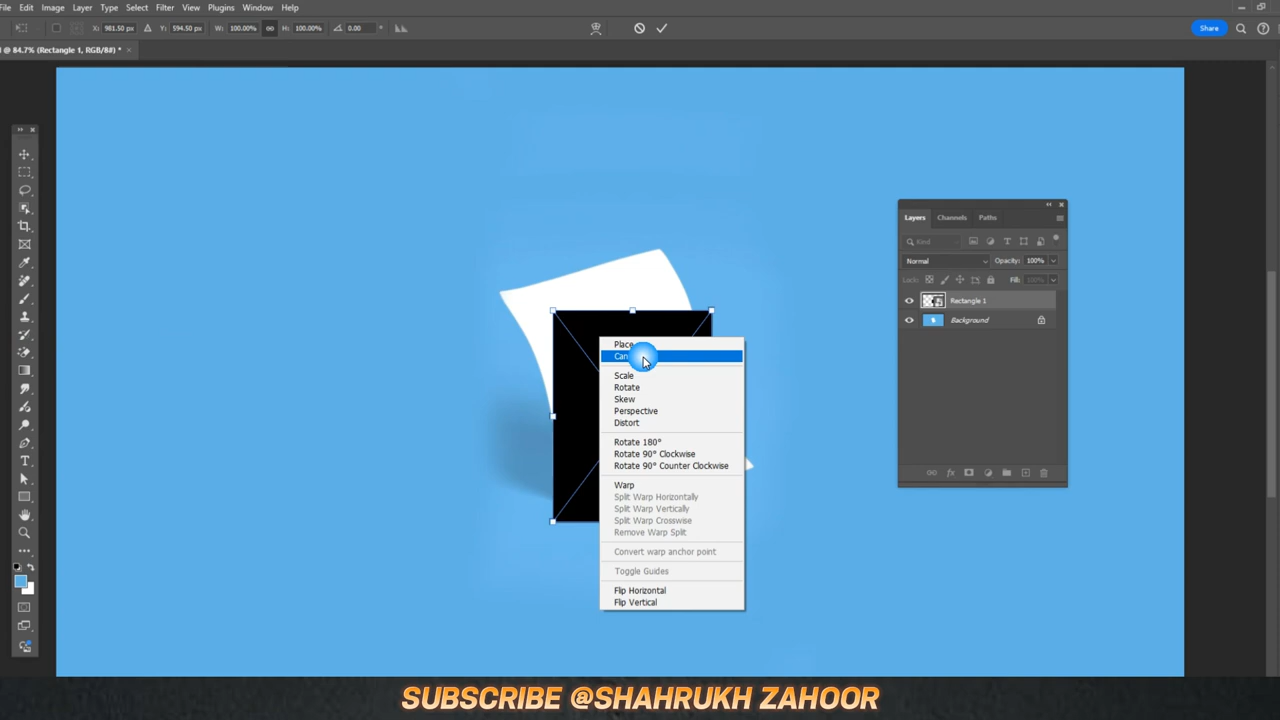 File Edit Image Layer Type Select Filter View Plugins Window Help
X: 981.50 px Y: 594.50 px W: 100.00% H: 100.00% 0.00 ° Share
@ 84.7% (Rectangle 1, RGB/8#) *
Layers Channels Paths
Kind
Normal Opacity: 100%
Lock: Fill: 100%
Rectangle 1
Background
Place
Can
Scale
Rotate
Skew
Perspective
Distort
Rotate 180°
Rotate 90° Clockwise
Rotate 90° Counter Clockwise
Warp
Split Warp Horizontally
Split Warp Vertically
Split Warp Crosswise
Remove Warp Split
Convert warp anchor point
Toggle Guides
Flip Horizontal
Flip Vertical
SUBSCRIBE @SHAHRUKH ZAHOOR